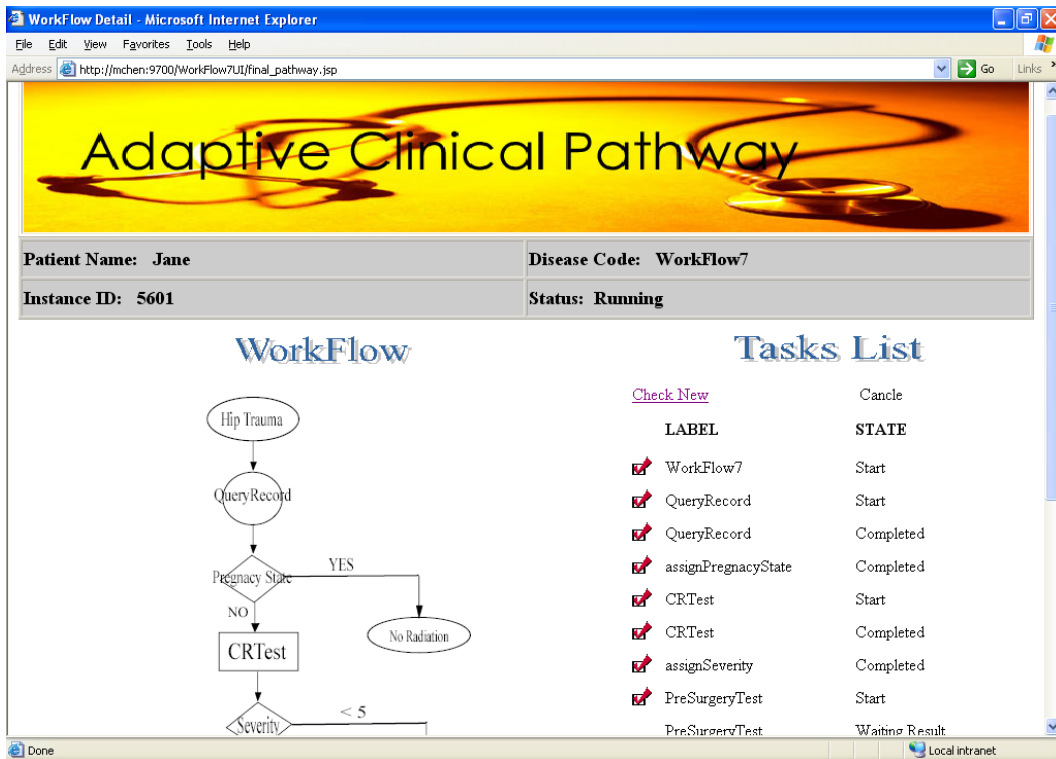 WorkFlow Detail - Microsoft Internet Explorer
File Edit View Favorites Tools Help
Address http://mchen:9700/WorkFlow7UI/final_pathway.jsp Go Links
Adaptive Clinical Pathway
Patient Name: Jane Disease Code: WorkFlow7
Instance ID: 5601 Status: Running
WorkFlow
Hip Trauma
QueryRecord
Pregnacy State
YES
NO
No Radiation
CRTest
Severity
< 5
Tasks List
Check New Cancle
LABEL STATE
WorkFlow7 Start
QueryRecord Start
QueryRecord Completed
assignPregnacyState Completed
CRTest Start
CRTest Completed
assignSeverity Completed
PreSurgeryTest Start
PreSurgeryTest Waiting Result
Done Local intranet